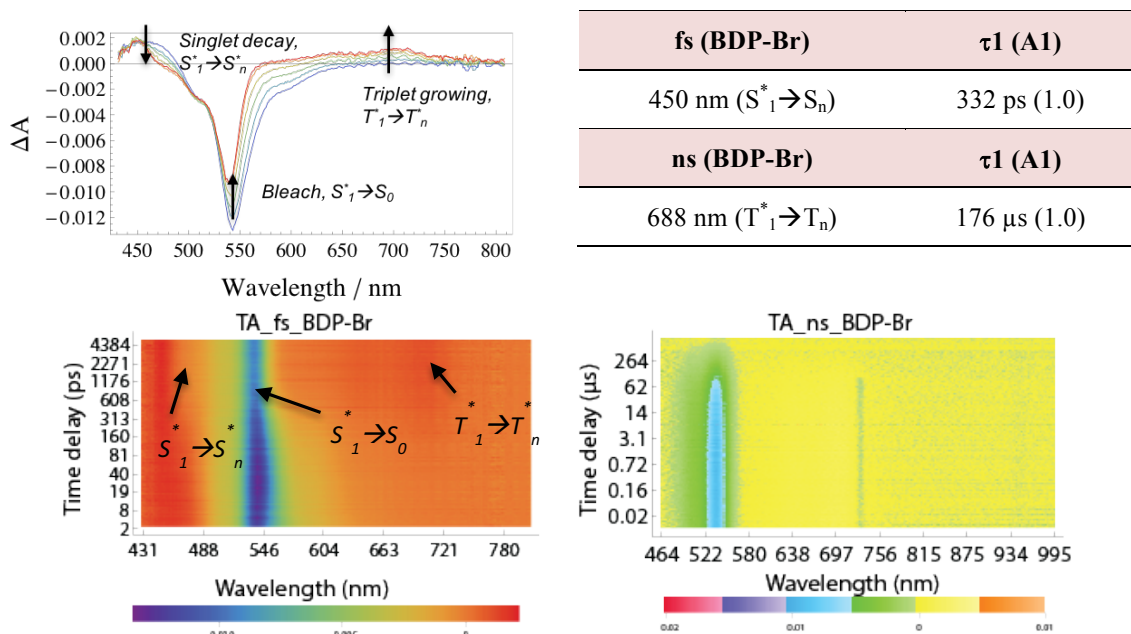 0.002
0.000
−0.002
−0.004
−0.006
−0.008
−0.010
−0.012
ΔA
Singlet decay,
S*1→S*n
Triplet growing,
T*1→T*n
Bleach, S*1→S0
450 500 550 600 650 700 750 800
Wavelength / nm
fs (BDP-Br) τ1 (A1)
450 nm (S*1→Sn) 332 ps (1.0)
ns (BDP-Br) τ1 (A1)
688 nm (T*1→Tn) 176 µs (1.0)
TA_fs_BDP-Br
Time delay (ps)
4384
2271
1176
608
313
160
81
40
19
9
2
S*1→S*n
S*1→S0
T*1→T*n
431 488 546 604 663 721 780
Wavelength (nm)
0
TA_ns_BDP-Br
Time delay (µs)
264
62
14
3.1
0.72
0.16
0.02
464 522 580 638 697 756 815 875 934 995
Wavelength (nm)
0.02 0.01 0 0.01